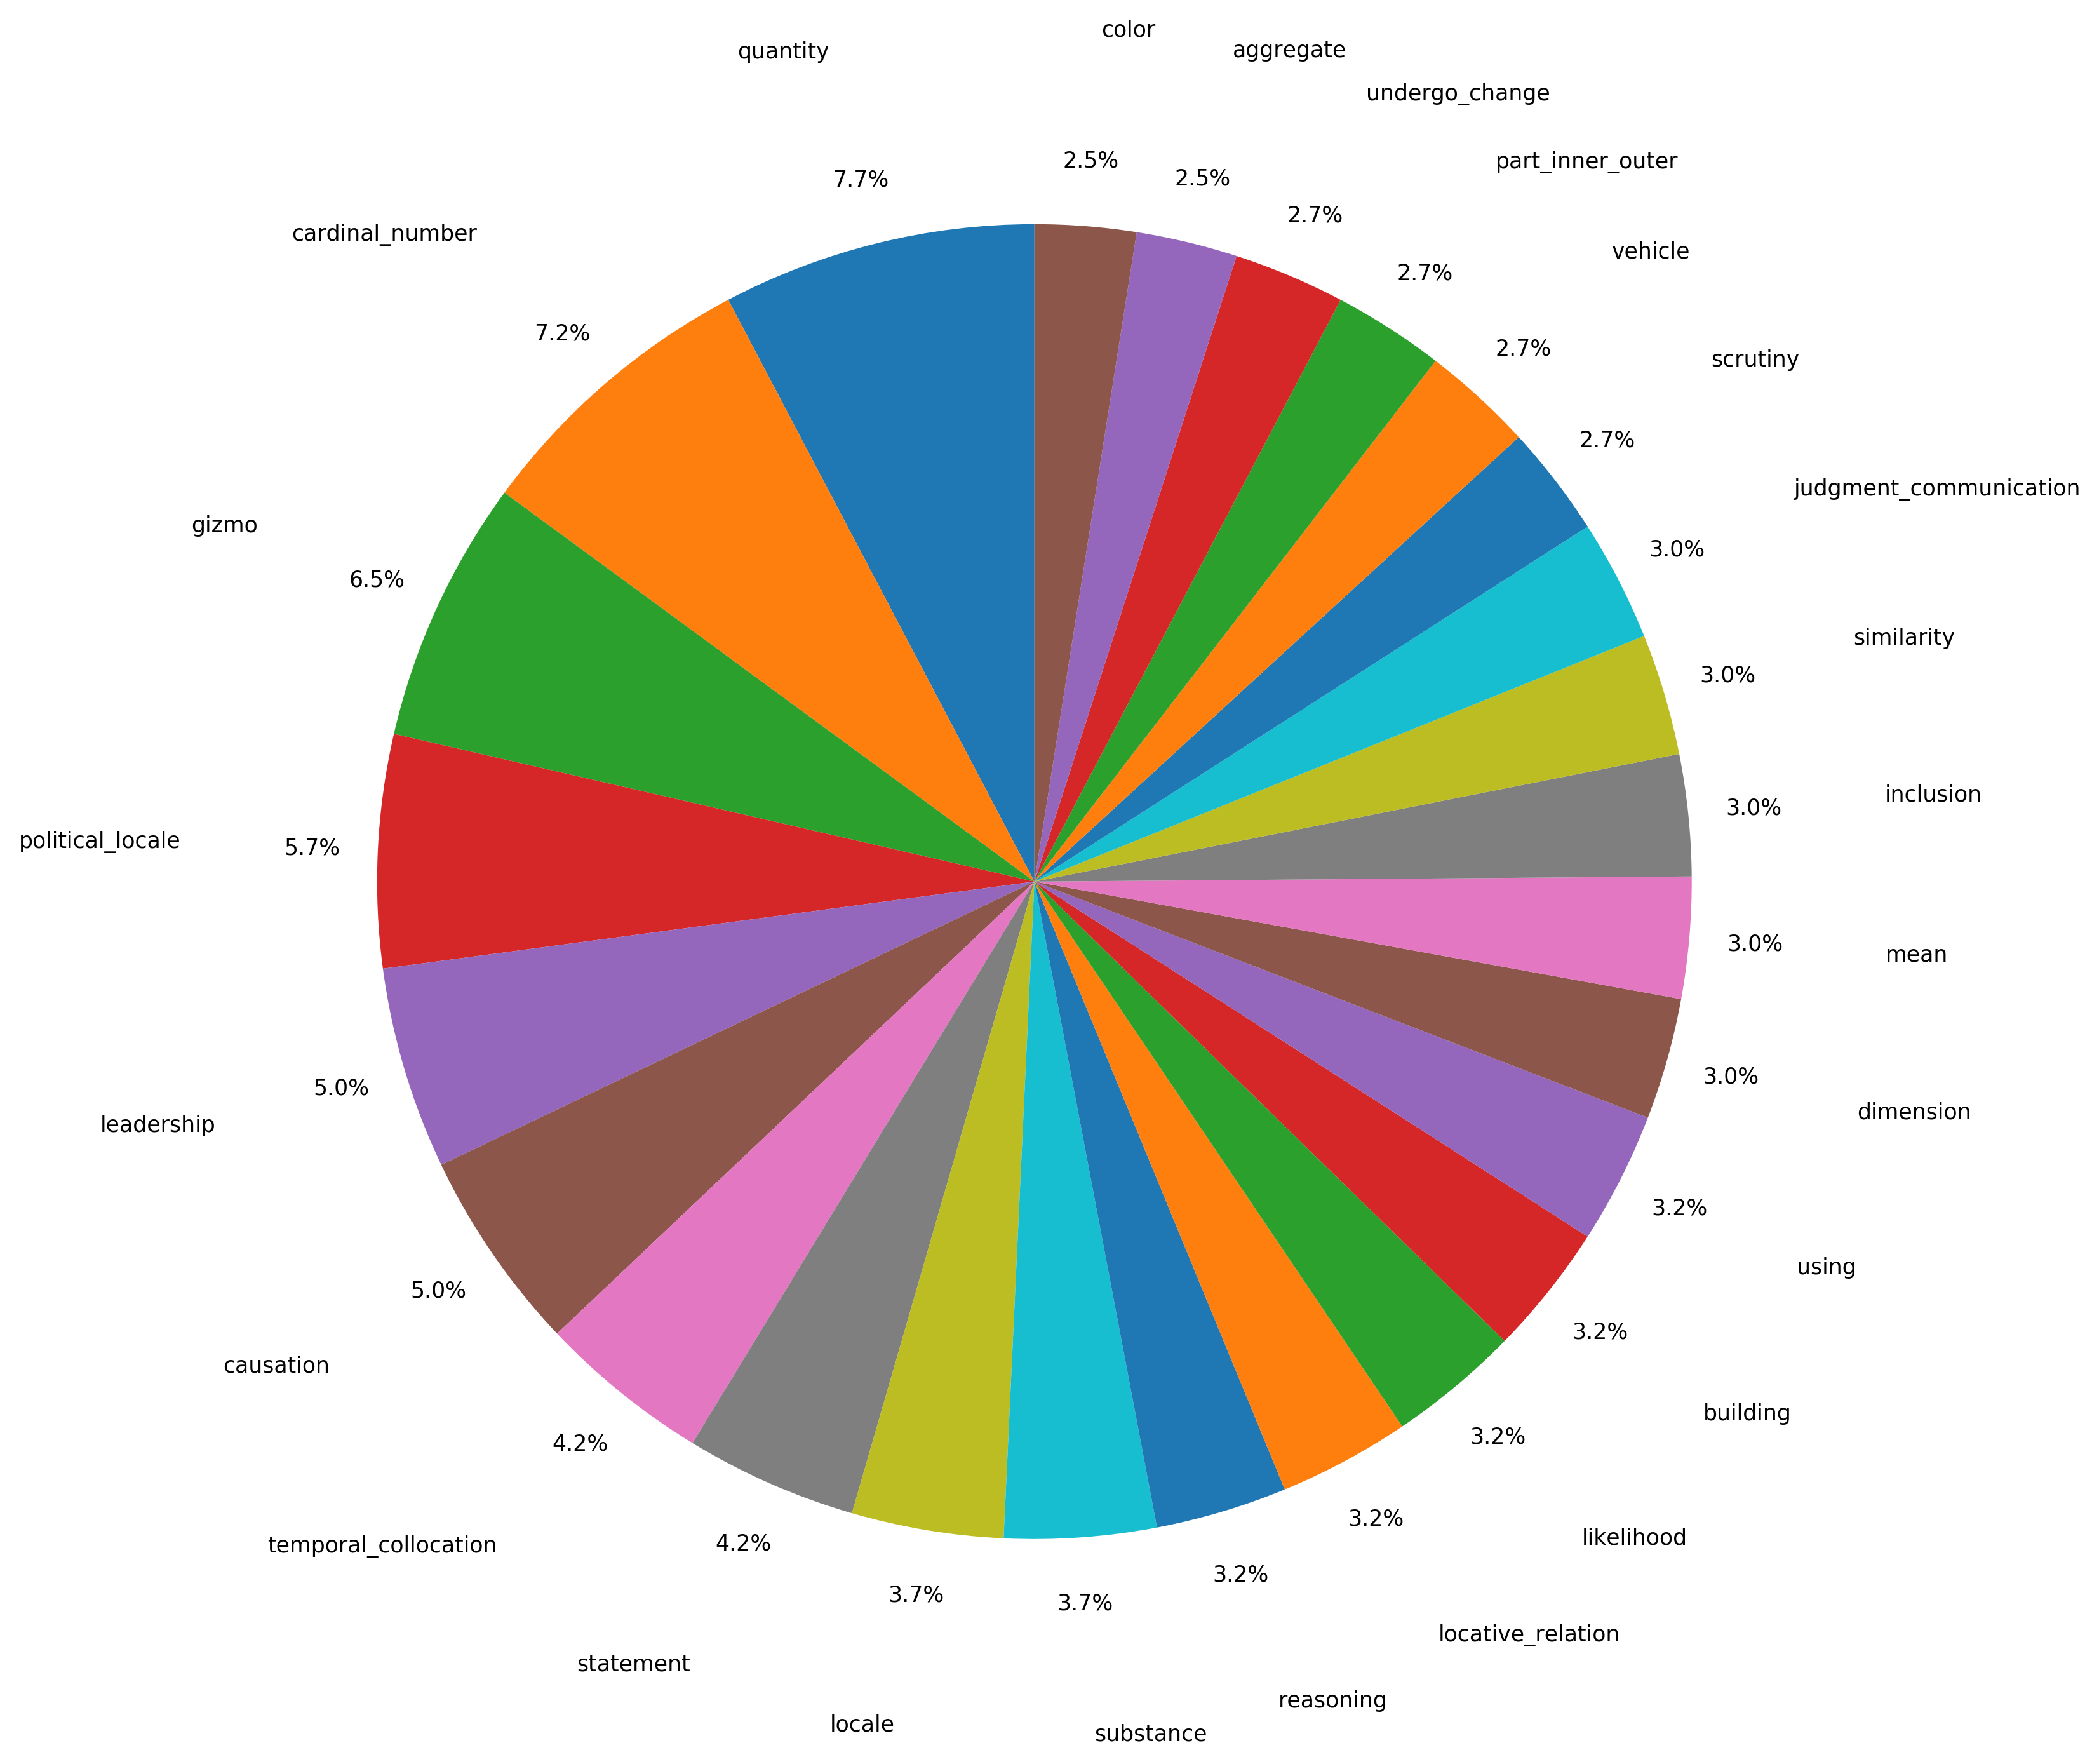 color
quantity
aggregate
undergo_change
part_inner_outer
2.5%
7.7%
2.5%
2.7%
cardinal_number
vehicle
2.7%
7.2%
2.7%
scrutiny
2.7%
judgment_communication
gizmo
3.0%
6.5%
similarity
3.0%
inclusion
3.0%
political_locale
5.7%
3.0%
mean
3.0%
5.0%
dimension
leadership
3.2%
using
5.0%
3.2%
causation
building
3.2%
4.2%
3.2%
likelihood
temporal_collocation
4.2%
3.2%
3.7%
3.7%
locative_relation
statement
reasoning
locale
substance